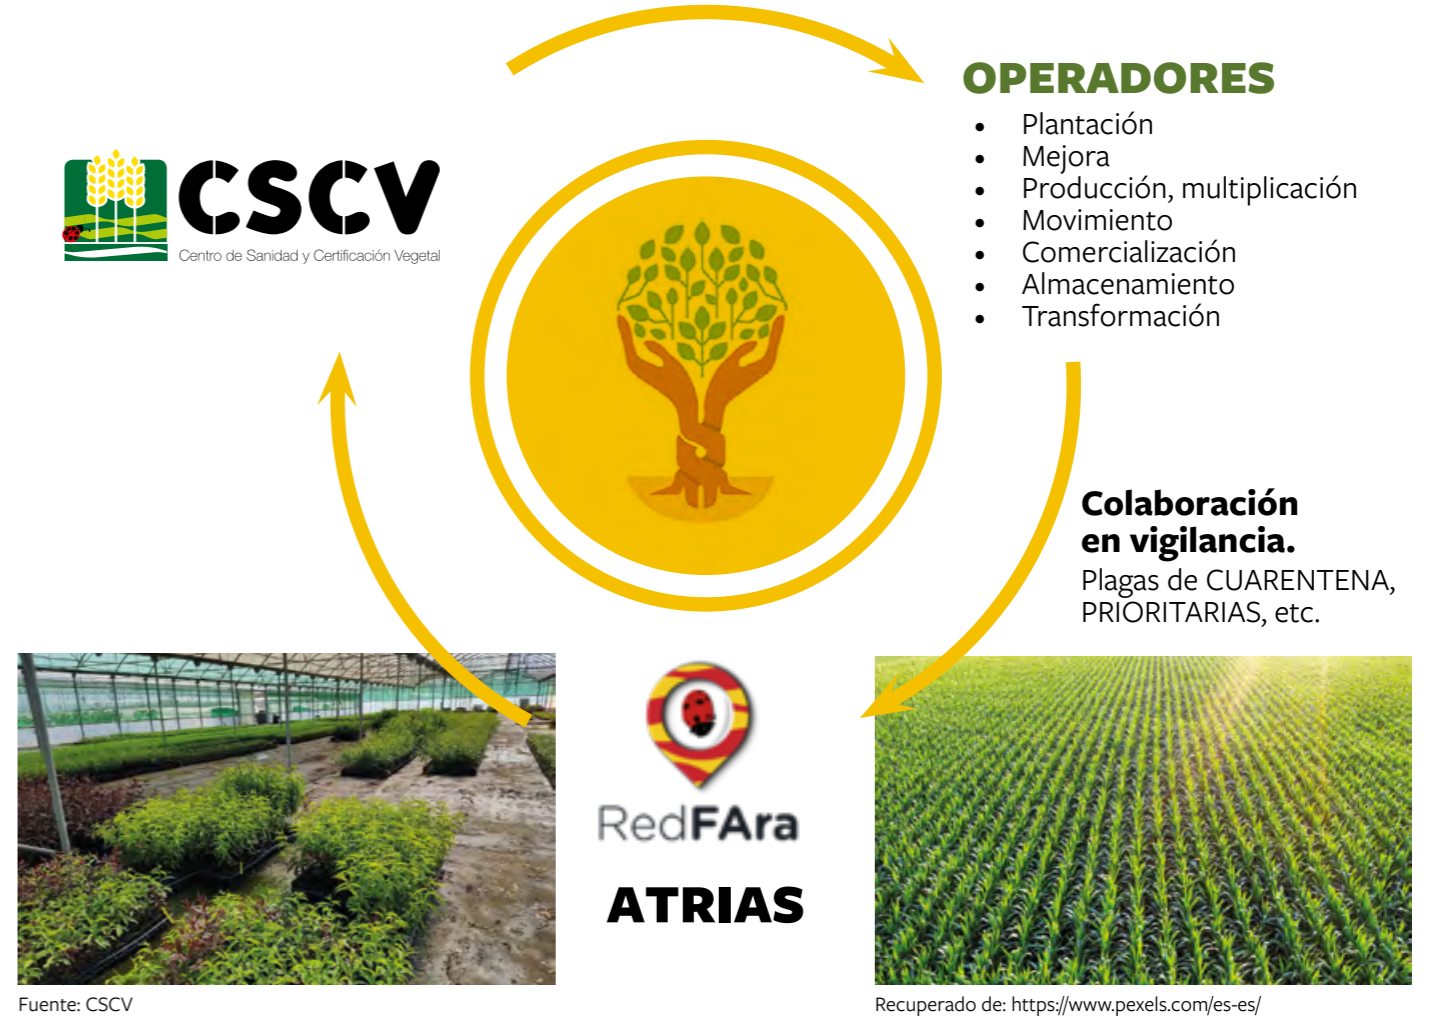 CSCV
Centro de Sanidad y Certificación Vegetal
OPERADORES
• Plantación
• Mejora
• Producción, multiplicación
• Movimiento
• Comercialización
• Almacenamiento
• Transformación
Colaboración
en vigilancia.
Plagas de CUARENTENA,
PRIORITARIAS, etc.
RedFAra
ATRIAS
Fuente: CSCV
Recuperado de: https://www.pexels.com/es-es/